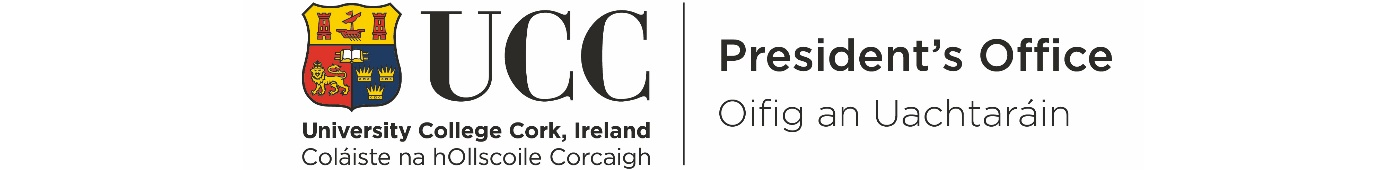 UCC
University College Cork, Ireland
Coláiste na hOllscoile Corcaigh
President's Office
Oifig an Uachtaráin